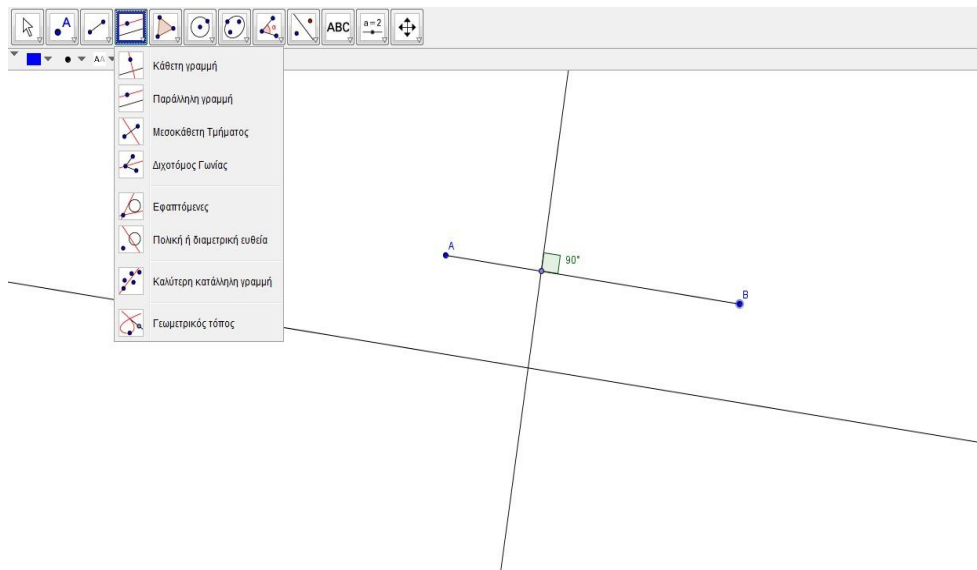 A
α
ABC
a=2
AA
Κάθετη γραμμή
Παράλληλη γραμμή
Μεσοκάθετη Τμήματος
Διχοτόμος Γωνίας
Εφαπτόμενες
Πολική ή διαμετρική ευθεία
Καλύτερη κατάλληλη γραμμή
Γεωμετρικός τόπος
A
90°
B